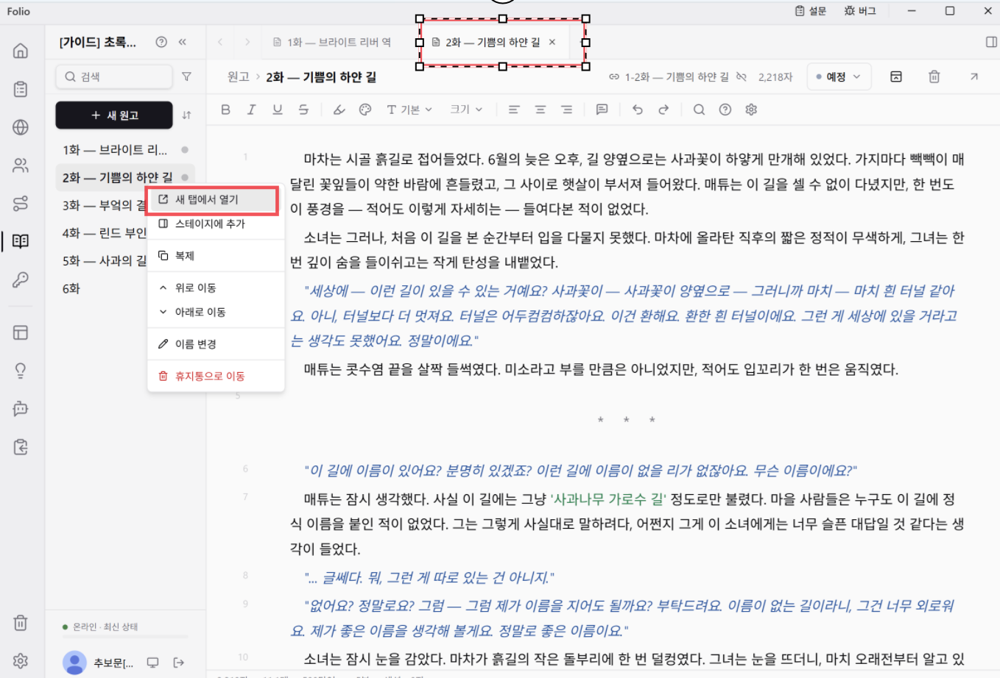 Folio
설문
버그
[가이드] 초록...
1화 — 브라이트 리버 역
2화 — 기쁨의 하얀 길
검색
원고 > 2화 — 기쁨의 하얀 길
1-2화 — 기쁨의 하얀 길
2,218자
예정
+ 새 원고
기본
크기
1화 — 브라이트 리...
2화 — 기쁨의 하얀 길
3화 — 부엌의 결
4화 — 린드 부인
5화 — 사과의 길
6화
새 탭에서 열기
스테이지에 추가
복제
위로 이동
아래로 이동
이름 변경
휴지통으로 이동
1
마차는 시골 흙길로 접어들었다. 6월의 늦은 오후, 길 양옆으로는 사과꽃이 하얗게 만개해 있었다. 가지마다 빽빽이 매
달린 꽃잎들이 약한 바람에 흔들렸고, 그 사이로 햇살이 부서져 들어왔다. 매튜는 이 길을 셀 수 없이 다녔지만, 한 번도
이 풍경을 — 적어도 이렇게 자세히는 — 들여다본 적이 없었다.
소녀는 그러나, 처음 이 길을 본 순간부터 입을 다물지 못했다. 마차에 올라탄 직후의 짧은 정적이 무색하게, 그녀는 한
번 깊이 숨을 들이쉬고는 작게 탄성을 내뱉었다.
"세상에 — 이런 길이 있을 수 있는 거예요? 사과꽃이 — 사과꽃이 양옆으로 — 그러니까 마치 — 마치 흰 터널 같아
요. 아니, 터널보다 더 멋져요. 터널은 어두컴컴하잖아요. 이건 환해요. 환한 흰 터널이에요. 그런 게 세상에 있을 거라고
는 생각도 못했어요. 정말이에요."
매튜는 콧수염 끝을 살짝 들썩였다. 미소라고 부를 만큼은 아니었지만, 적어도 입꼬리가 한 번은 움직였다.
5
* * *
6
"이 길에 이름이 있어요? 분명히 있겠죠? 이런 길에 이름이 없을 리가 없잖아요. 무슨 이름이에요?"
7
매튜는 잠시 생각했다. 사실 이 길에는 그냥 '사과나무 가로수 길' 정도로만 불렸다. 마을 사람들은 누구도 이 길에 정
식 이름을 붙인 적이 없었다. 그는 그렇게 사실대로 말하려다, 어쩐지 그게 이 소녀에게는 너무 슬픈 대답일 것 같다는 생
각이 들었다.
8
"... 글쎄다. 뭐, 그런 게 따로 있는 건 아니지."
9
"없어요? 정말로요? 그럼 — 그럼 제가 이름을 지어도 될까요? 부탁드려요. 이름이 없는 길이라니, 그건 너무 외로워
요. 제가 좋은 이름을 생각해 볼게요. 정말로 좋은 이름이요."
10
소녀는 잠시 눈을 감았다. 마차가 흙길의 작은 돌부리에 한 번 덜컹였다. 그녀는 눈을 뜨더니, 마치 오래전부터 알고 있
온라인 · 최신 상태
추보문[...